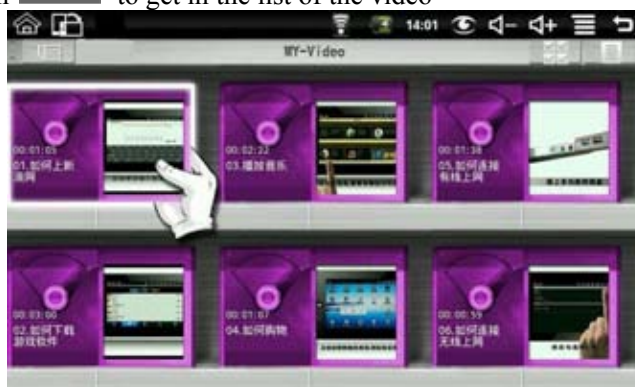 to get in the list of the video
14:01
MY-Video
00:01:05
01.如何上新
浪网
00:02:22
03.播放音乐
00:01:38
05.如何连接
有线上网
00:03:00
02.如何下载
游戏软件
00:01:07
04.如何购物
00:00:59
06.如何连接
无线上网